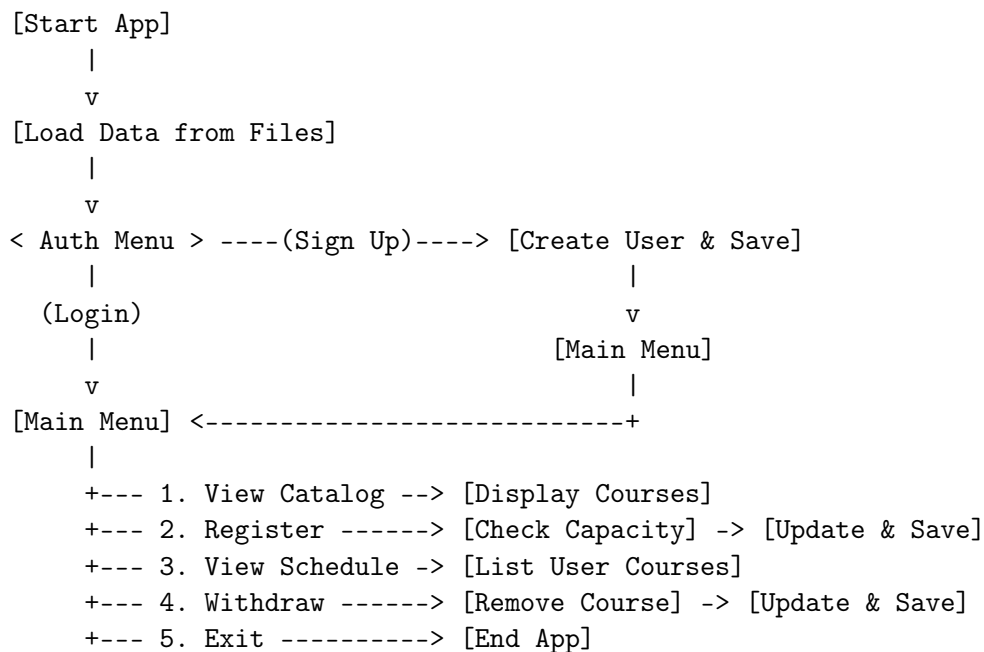 [Start App]
|
v
[Load Data from Files]
|
v
< Auth Menu > ----(Sign Up)----> [Create User & Save]
| |
(Login) v
| [Main Menu]
v |
[Main Menu] <----------------------------+
|
+--- 1. View Catalog --> [Display Courses]
+--- 2. Register ------> [Check Capacity] -> [Update & Save]
+--- 3. View Schedule -> [List User Courses]
+--- 4. Withdraw ------> [Remove Course] -> [Update & Save]
+--- 5. Exit ----------> [End App]